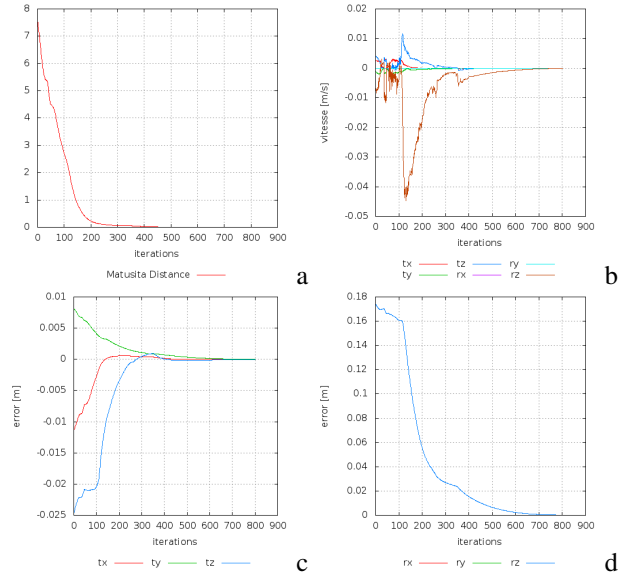 8
7
6
5
4
3
2
1
0
0 100 200 300 400 500 600 700 800 900
iterations
Matusita Distance
a
0.02
0.01
0
-0.01
-0.02
-0.03
-0.04
-0.05
vitesse [m/s]
0 100 200 300 400 500 600 700 800 900
iterations
tx tz ry
ty rx rz
b
0.01
0.005
0
-0.005
-0.01
-0.015
-0.02
-0.025
error [m]
0 100 200 300 400 500 600 700 800 900
iterations
tx ty tz
c
0.18
0.16
0.14
0.12
0.1
0.08
0.06
0.04
0.02
0
error [m]
0 100 200 300 400 500 600 700 800 900
iterations
rx ry rz
d